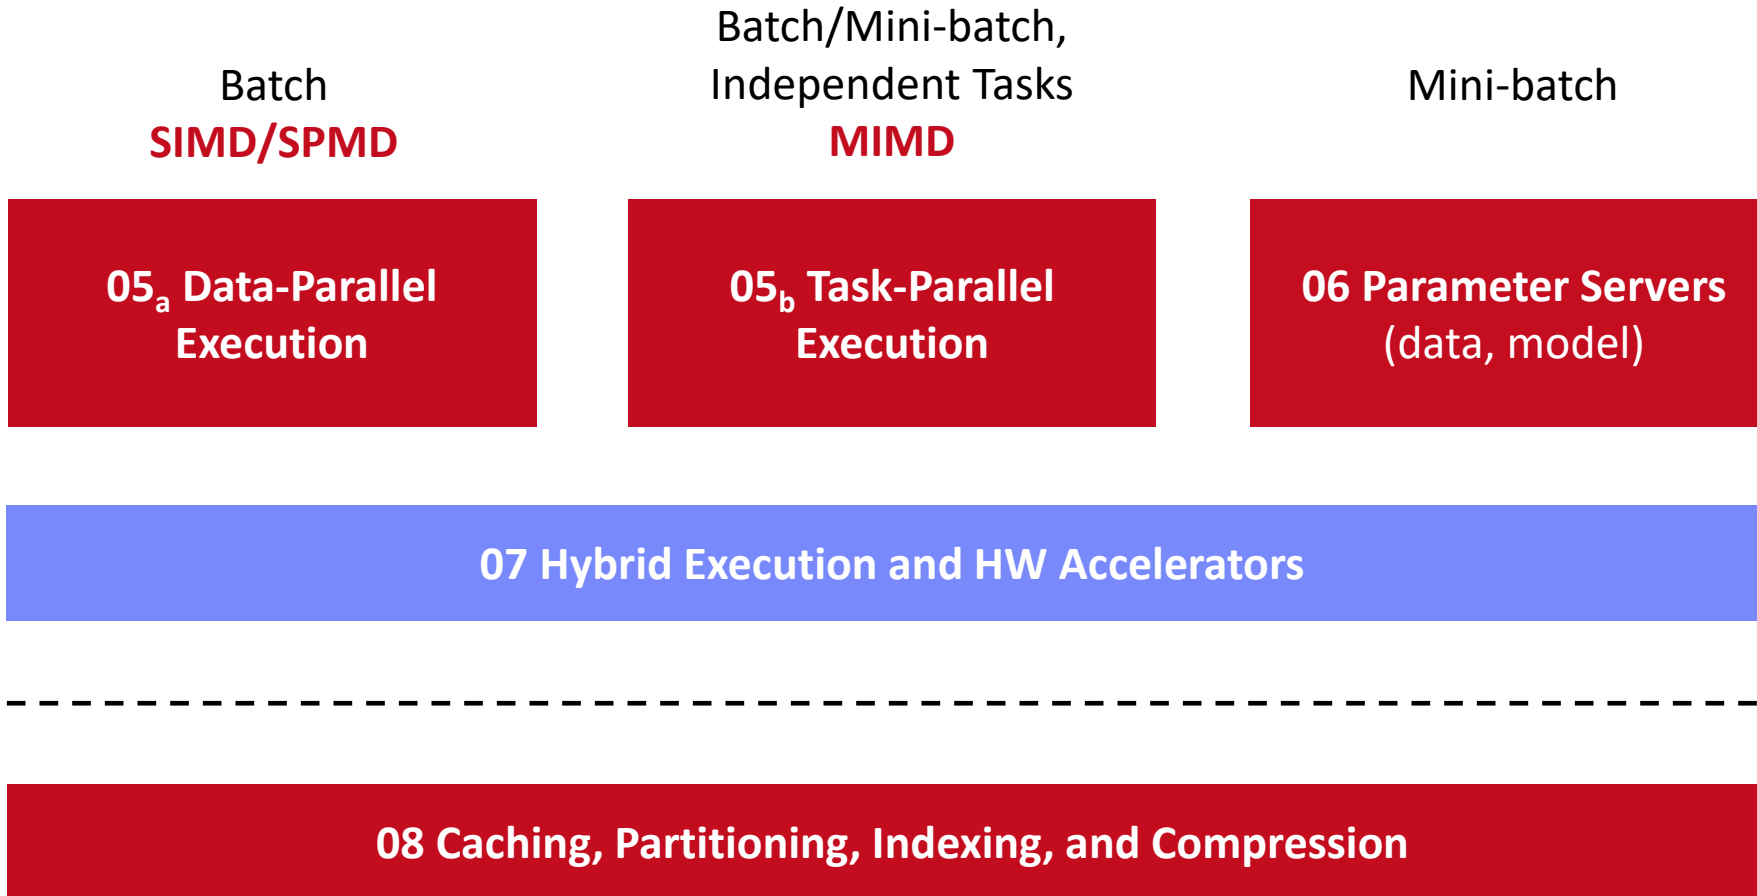 Batch
SIMD/SPMD
Batch/Mini-batch,
Independent Tasks
MIMD
Mini-batch
05a Data-Parallel
Execution
05b Task-Parallel
Execution
06 Parameter Servers
(data, model)
07 Hybrid Execution and HW Accelerators
08 Caching, Partitioning, Indexing, and Compression